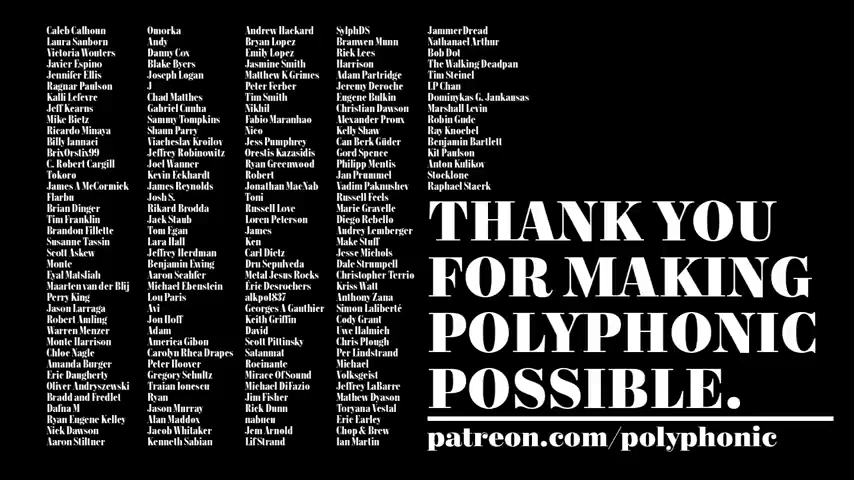 Caleb Calhoun
Laura Sanborn
Victoria Wouters
Javier Espino
Jennifer Ellis
Ragnar Paulson
Kalli Lefevre
Jeff Kearns
Mike Bietz
Ricardo Minaya
Billy Iannaci
BrixOrstix99
C. Robert Cargill
Tokoro
James A McCormick
Flarbu
Brian Dinger
Tim Franklin
Brandon Fillette
Susanne Tassin
Scott Askew
Monte
Eyal Matsliah
Maarten van der Blij
Perry King
Jason Larraga
Robert Amling
Warren Menzer
Monte Harrison
Chloe Nagle
Amanda Burger
Eric Daugherty
Oliver Andryszewski
Bradd and Fredlet
Dafna M
Ryan Eugene Kelley
Nick Dawson
Aaron Stiltner
Omorka
Andy
Danny Cox
Blake Byers
Joseph Logan
J
Chad Matthes
Gabriel Cunha
Sammy Tompkins
Shaun Parry
Viacheslav Kroilov
Jeffrey Robinowitz
Joel Wanner
Kevin Eckhardt
James Reynolds
Josh S.
Rikard Brodda
Jack Staub
Tom Egan
Lara Hall
Jeffrey Herdman
Benjamin Ewing
Aaron Seahfer
Michael Ebenstein
Lou Paris
Avi
Jon Hoff
Adam
America Gibon
Carolyn Rhea Drapes
Peter Hoover
Gregory Schultz
Traian Ionescu
Ryan
Jason Murray
Alan Maddox
Jacob Whitaker
Kenneth Sabian
Andrew Hackard
Bryan Lopez
Emily Lopez
Jasmine Smith
Matthew K Grimes
Peter Ferber
Tim Smith
Nikhil
Fabio Maranhao
Nico
Jess Pumphrey
Orestis Kazasidis
Ryan Greenwood
Robert
Jonathan MacNab
Toni
Russell Love
Loren Peterson
James
Ken
Carl Dietz
Dru Sepulveda
Metal Jesus Rocks
Eric Desrochers
alkpo1837
Georges A Gauthier
Keith Griffin
David
Scott Pittinsky
Satanmat
Rocinante
Mirace Of Sound
Michael DiFazio
Jim Fisher
Rick Dunn
nabucu
Jem Arnold
Lif Strand
SylphDS
Branwen Munn
Rick Lees
Harrison
Adam Partridge
Jeremy Deroche
Eugene Bulkin
Christian Dawson
Alexander Proux
Kelly Shaw
Can Berk Güder
Gord Spence
Philipp Mentis
Jan Prummel
Vadim Paknushev
Russell Feels
Marie Gravelle
Diego Rebello
Audrey Lemberger
Make Stuff
Jesse Michols
Dale Strumpell
Christopher Terrio
Kriss Watt
Anthony Zana
Simon Laliberté
Cody Grant
Uwe Halmich
Chris Plough
Per Lindstrand
Michael
Volksgeist
Jeffrey LaBarre
Mathew Dyason
Toryana Vestal
Eric Earley
Chop & Brew
Ian Martin
JammerDread
Nathanael Arthur
Bob Dot
The Walking Deadpan
Tim Steinel
LP Chan
Dominykas G. Jankausas
Marshall Levin
Robin Gude
Ray Knoebel
Benjamin Bartlett
Kit Paulson
Anton Kulikov
Stocklone
Raphael Staerk
THANK YOU
FOR MAKING
POLYPHONIC
POSSIBLE.
patreon.com/polyphonic